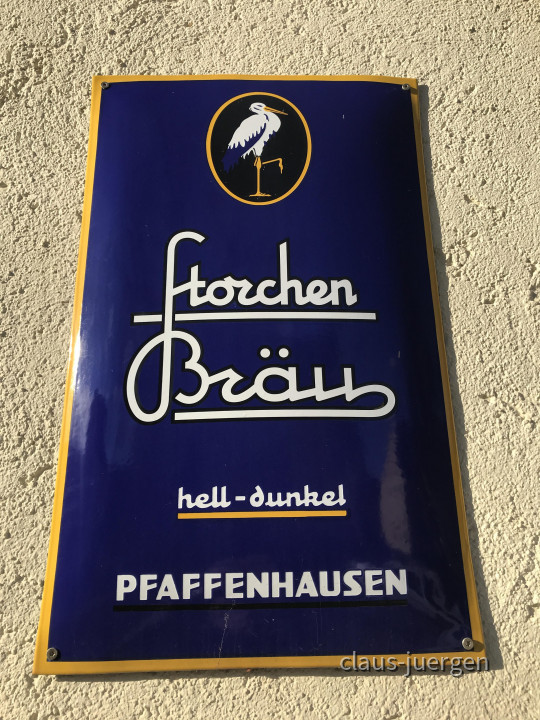 Storchen
Bräu
hell-dunkel
PFAFFENHAUSEN
claus-juergen